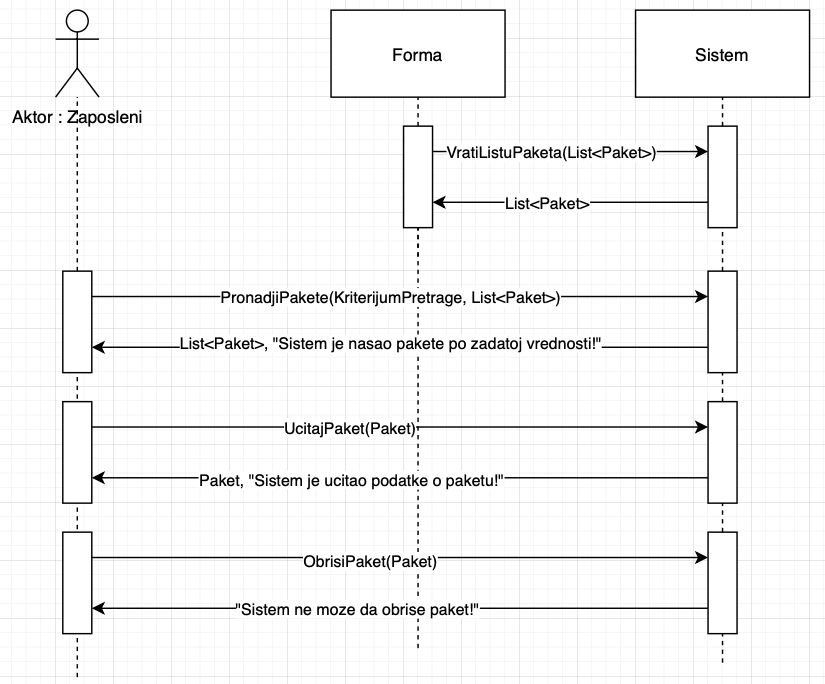 Forma
Sistem
Aktor : Zaposleni
VratiListuPaketa(List<Paket>)
List<Paket>
PronadjiPakete(KriterijumPretrage, List<Paket>)
List<Paket>, "Sistem je nasao pakete po zadatoj vrednosti!"
UcitajPaket(Paket)
Paket, "Sistem je ucitao podatke o paketu!"
ObrisiPaket(Paket)
"Sistem ne moze da obrise paket!"